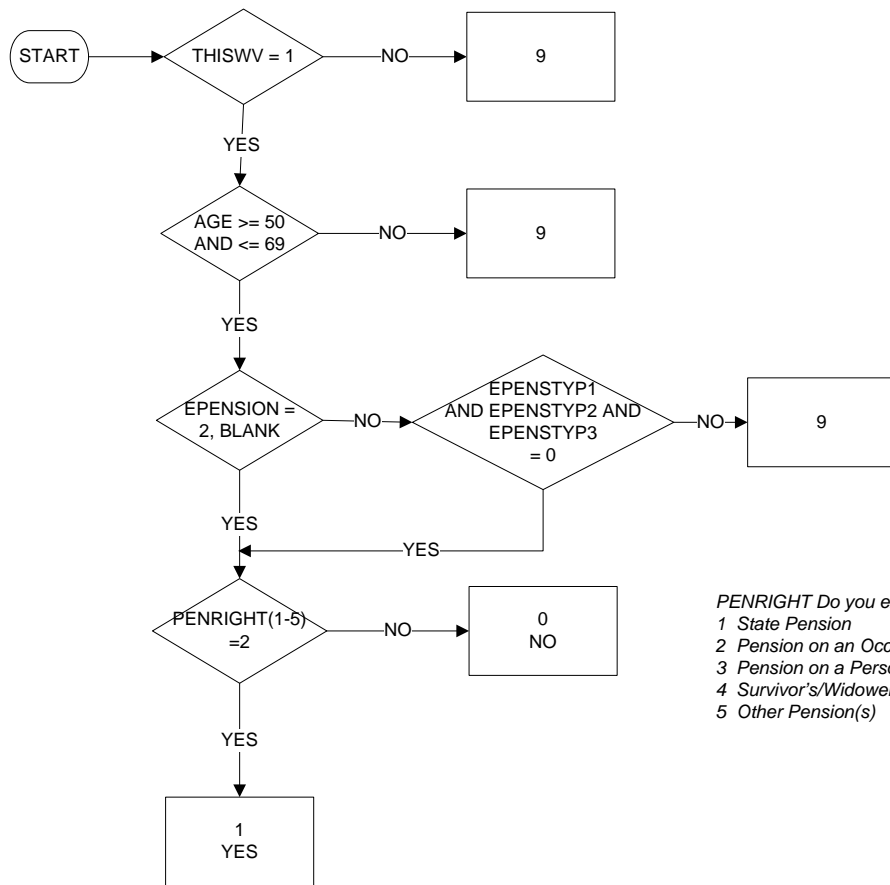 START
THISWV = 1
NO
9
YES
AGE >= 50
AND <= 69
NO
9
YES
EPENSION =
2, BLANK
NO
EPENSTYP1
AND EPENSTYP2 AND
EPENSTYP3
= 0
NO
9
YES
YES
PENRIGHT(1-5)
=2
NO
0
NO
YES
1
YES
PENRIGHT Do you e
1 State Pension
2 Pension on an Occ
3 Pension on a Perso
4 Survivor's/Widower
5 Other Pension(s)